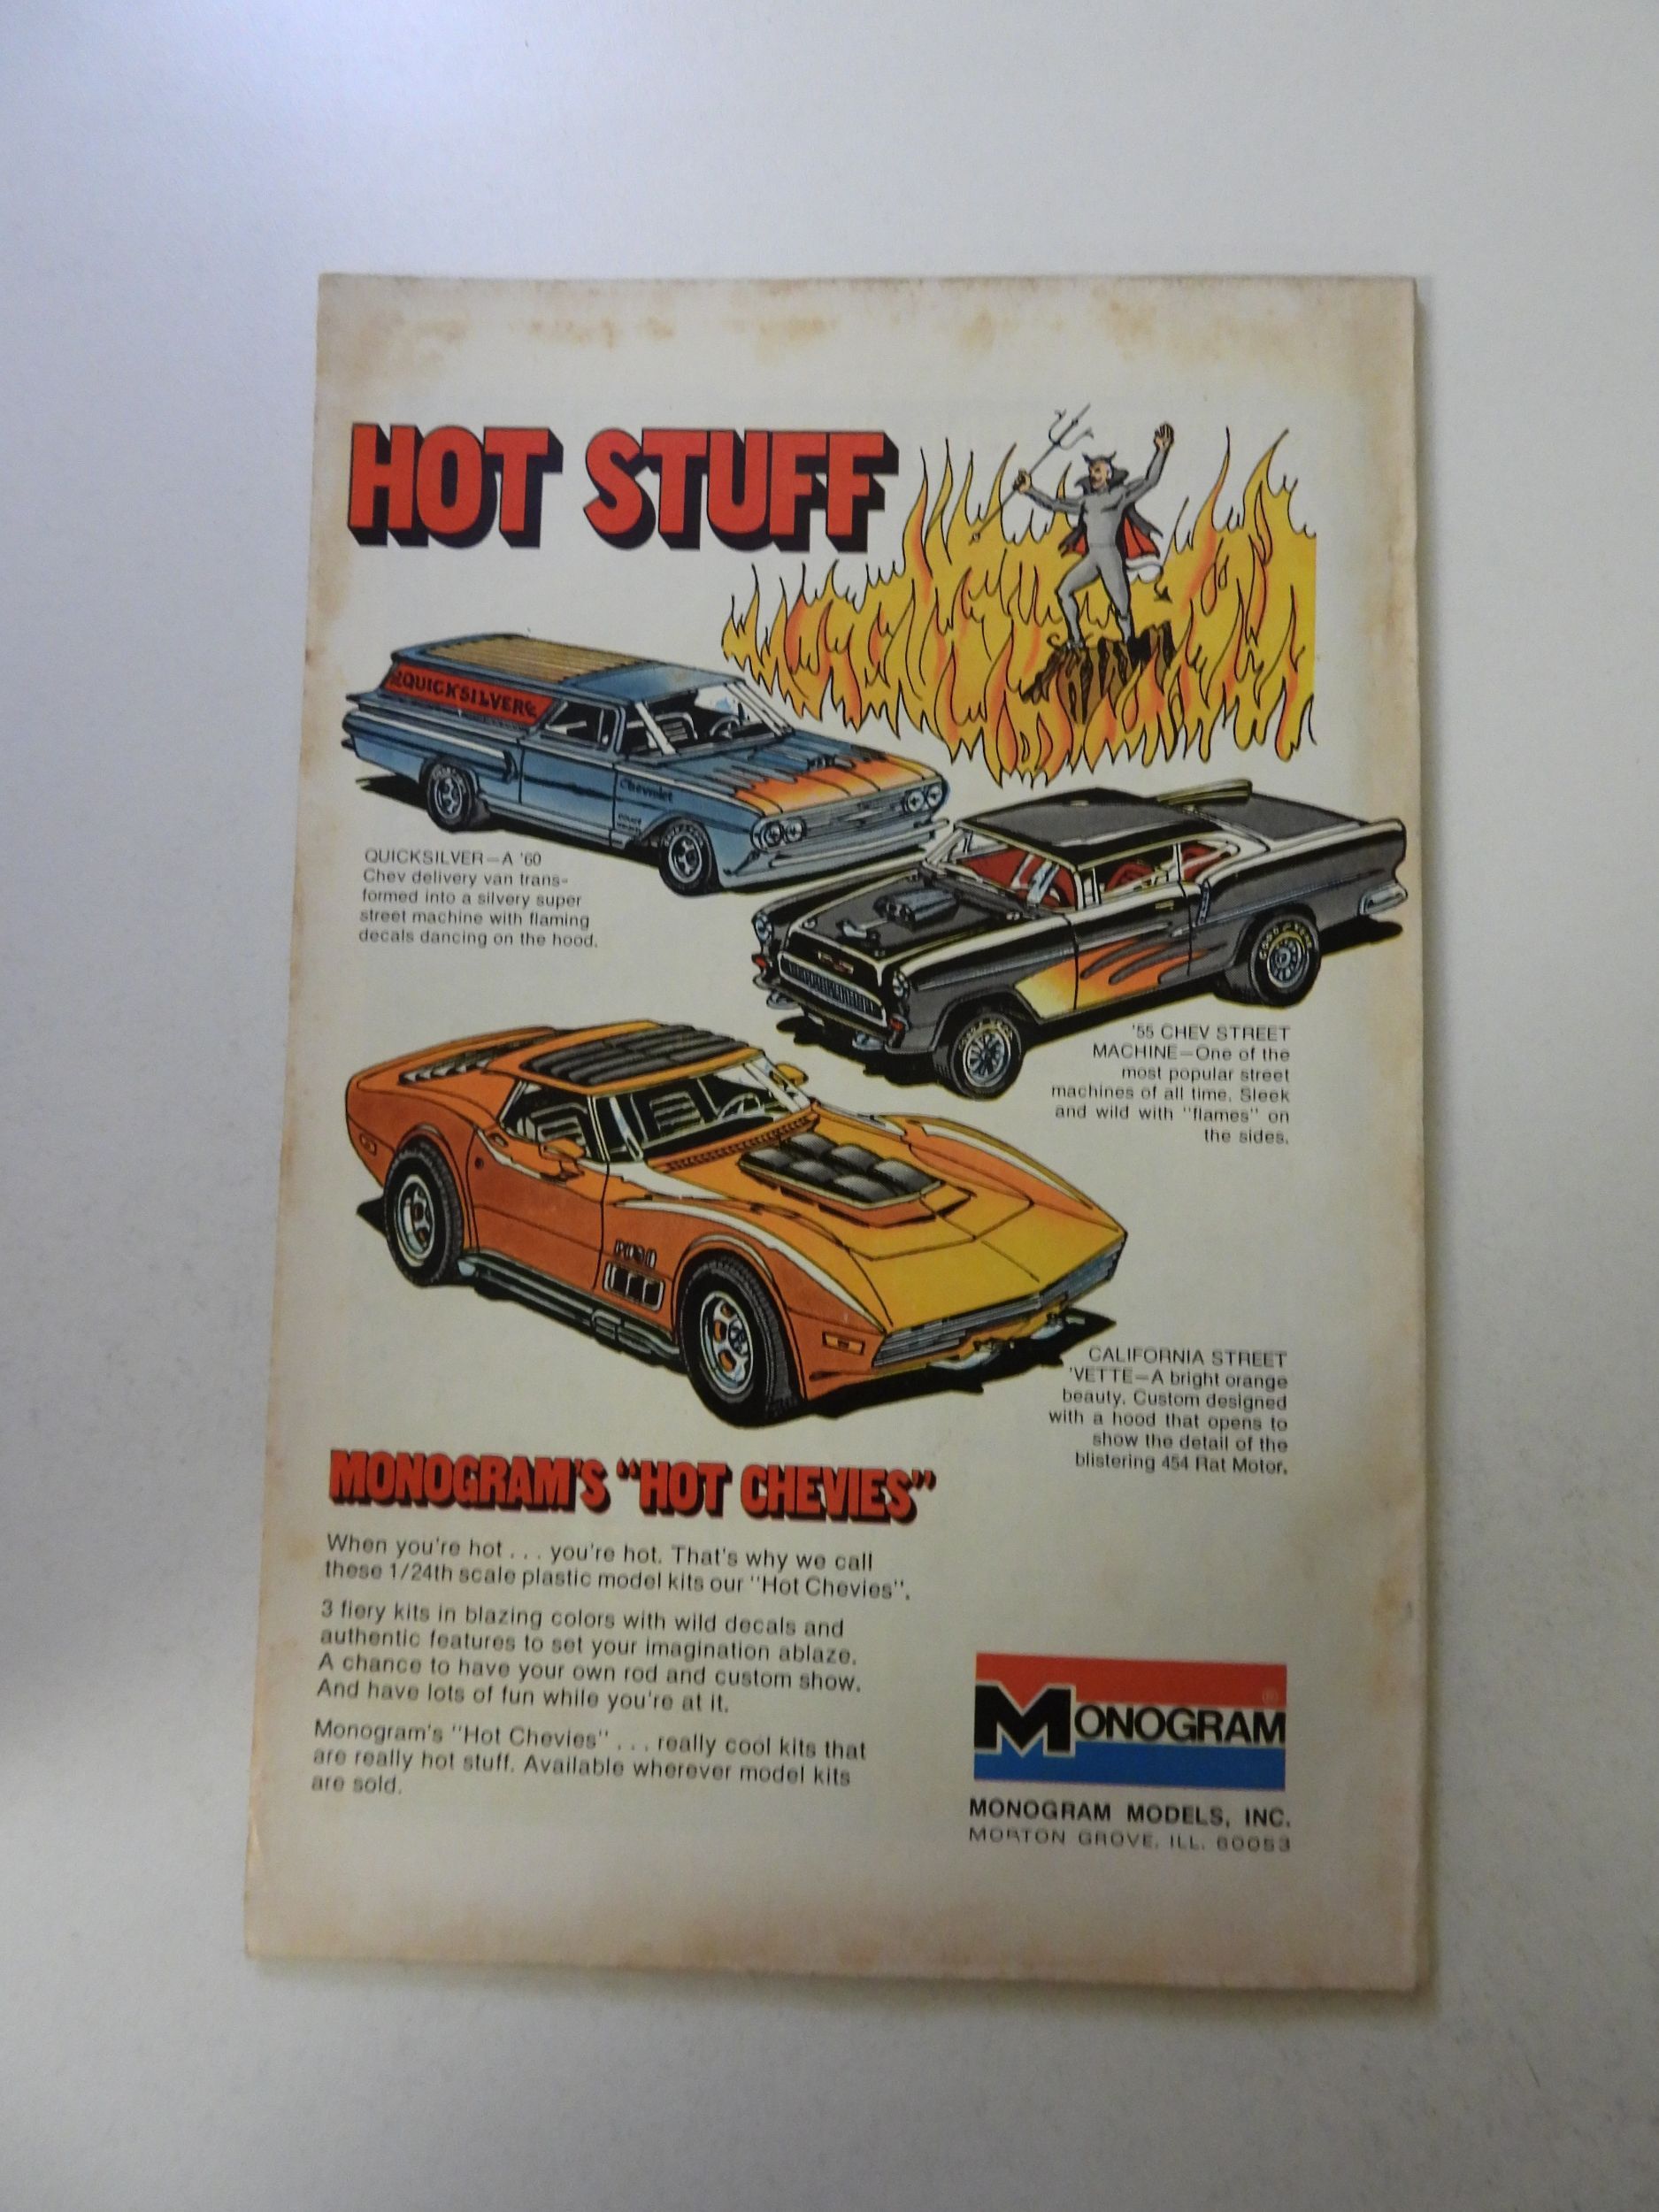 HOT STUFF
QUICKSILVER
Chevrolet
QUICKSILVER—A '60
Chev delivery van trans-
formed into a silvery super
street machine with flaming
decals dancing on the hood.
'55 CHEV STREET
MACHINE—One of the
most popular street
machines of all time. Sleek
and wild with "flames" on
the sides.
CALIFORNIA STREET
'VETTE—A bright orange
beauty. Custom designed
with a hood that opens to
show the detail of the
blistering 454 Rat Motor.
MONOGRAM'S "HOT CHEVIES"
When you're hot . . . you're hot. That's why we call
these 1/24th scale plastic model kits our "Hot Chevies".
3 fiery kits in blazing colors with wild decals and
authentic features to set your imagination ablaze.
A chance to have your own rod and custom show.
And have lots of fun while you're at it.
Monogram's "Hot Chevies" . . . really cool kits that
are really hot stuff. Available wherever model kits
are sold.
MONOGRAM®
MONOGRAM MODELS, INC.
MORTON GROVE, ILL. 60053